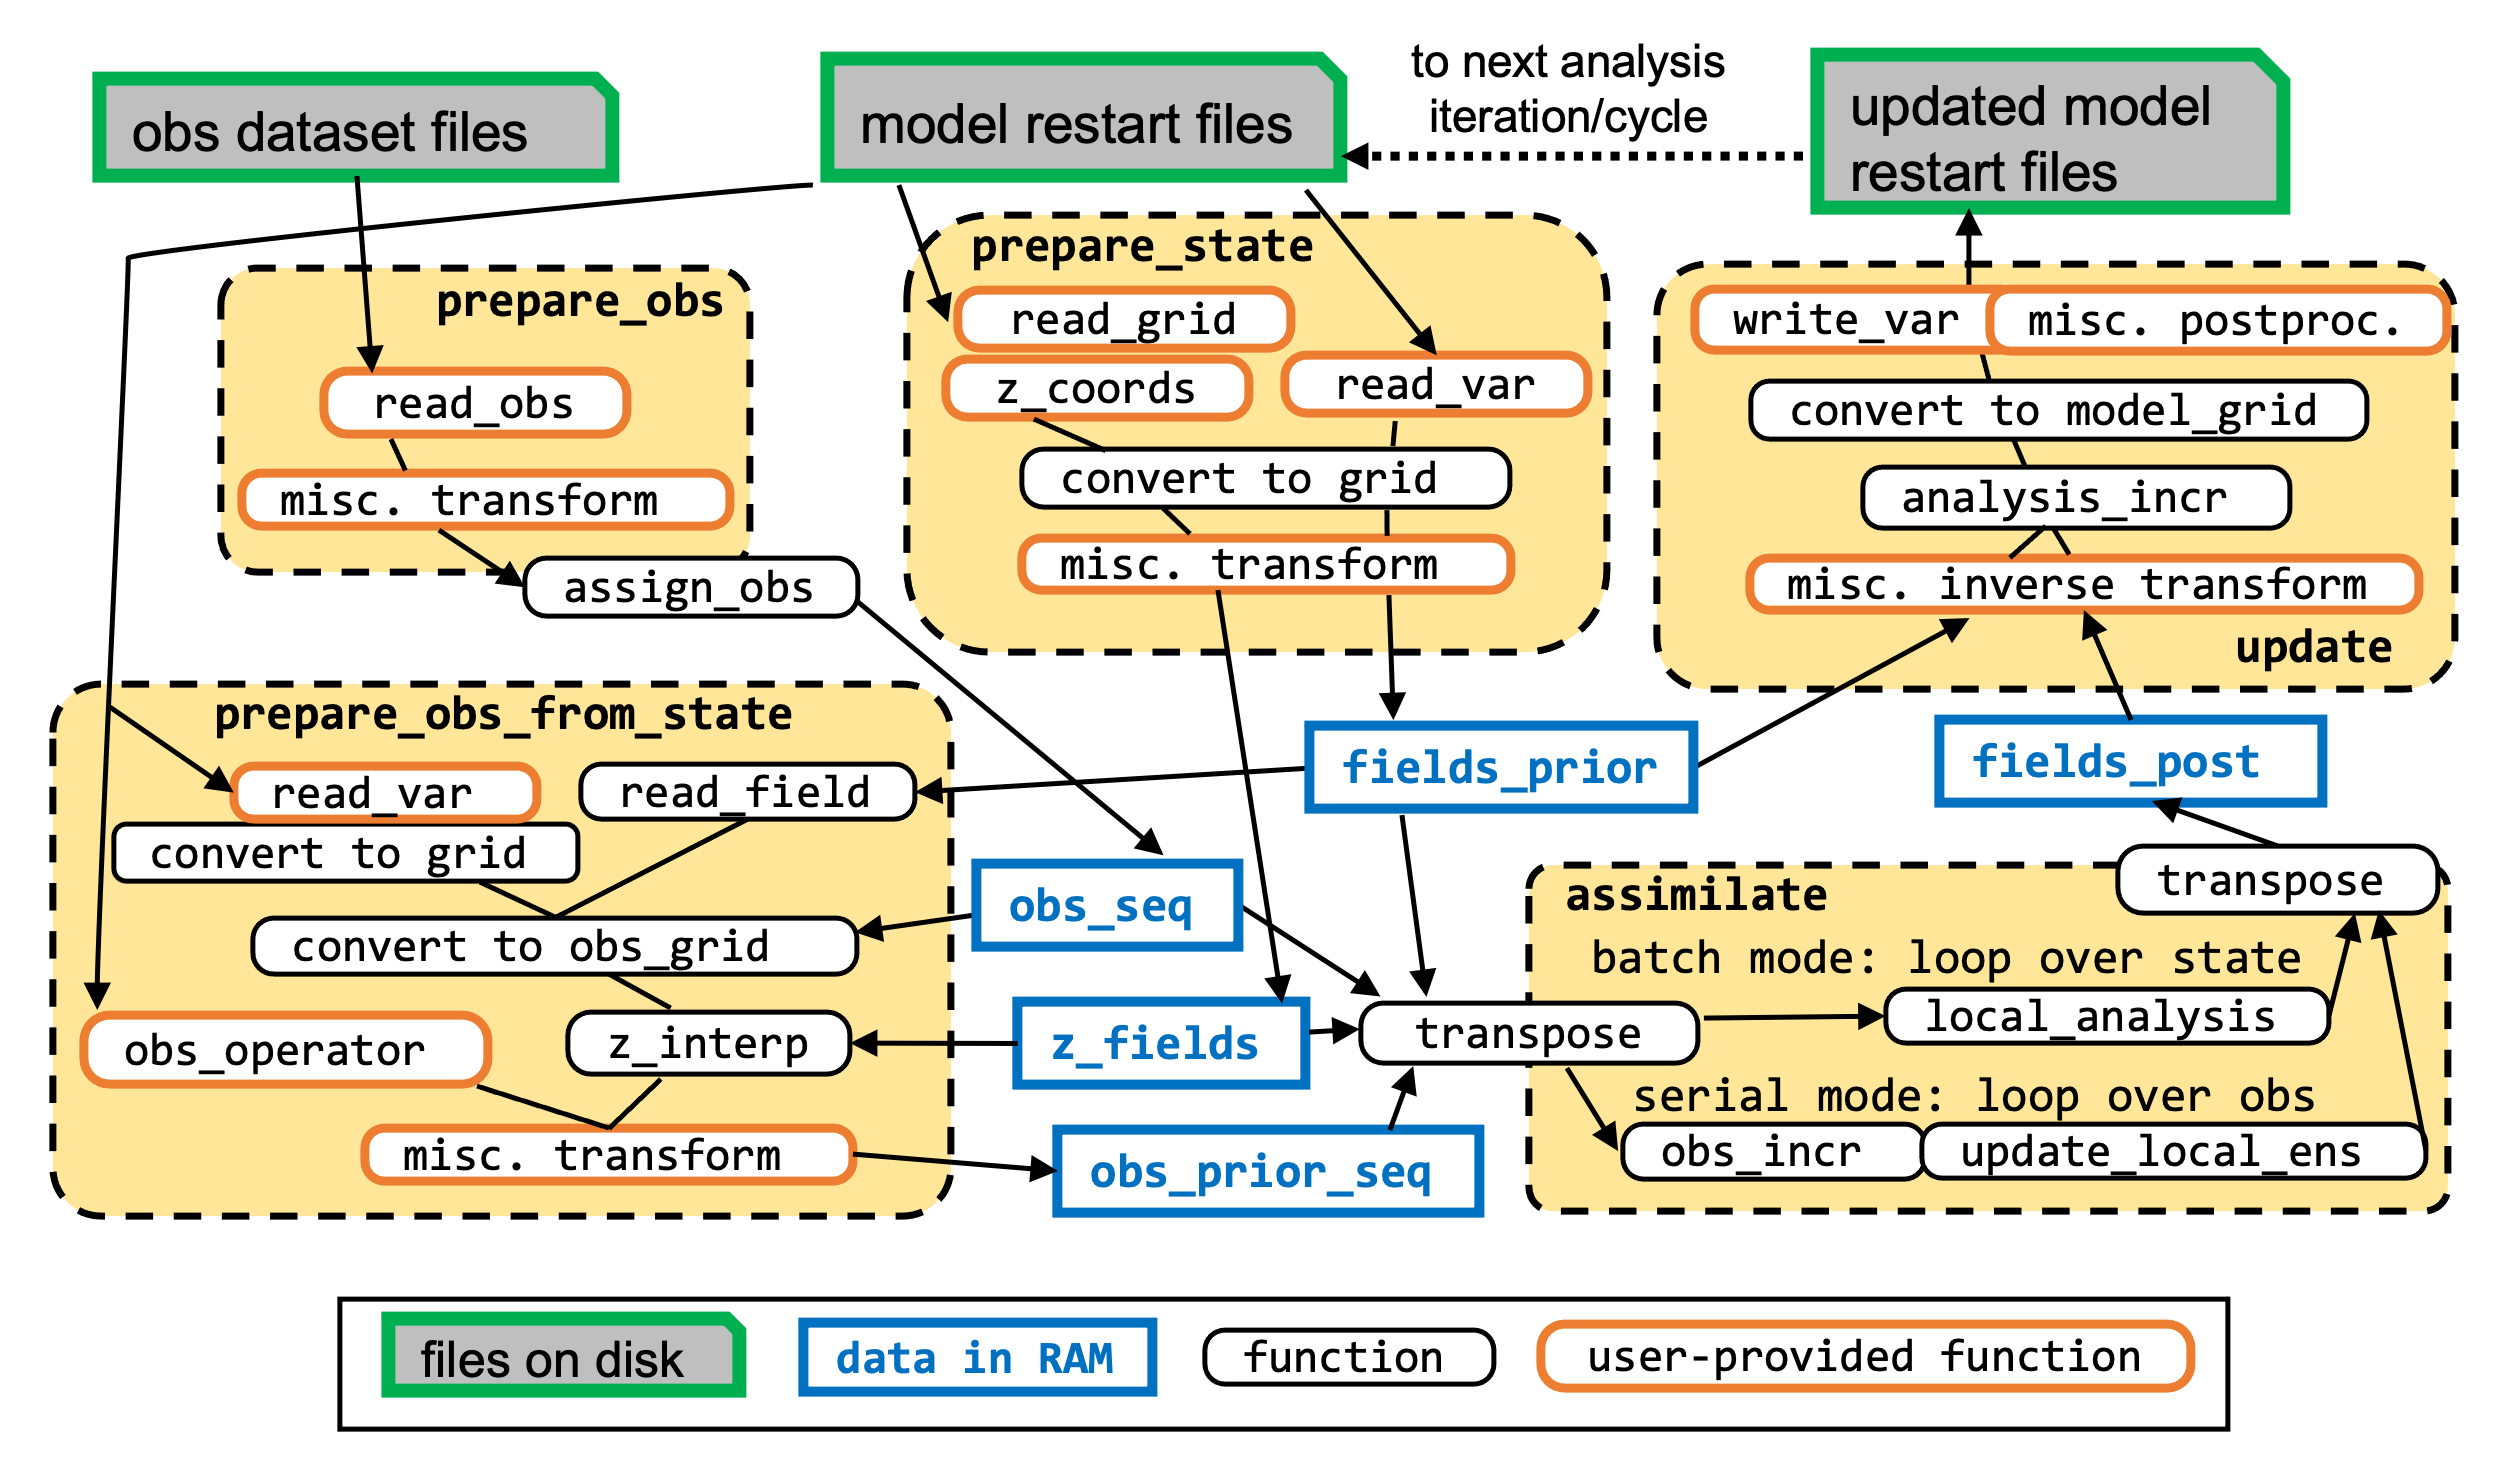 obs dataset files
model restart files
to next analysis
iteration/cycle
updated model
restart files
prepare_obs
read_obs
misc. transform
assign_obs
prepare_state
read_grid
z_coords
read_var
convert to grid
misc. transform
write_var
misc. postproc.
convert to model_grid
analysis_incr
misc. inverse transform
update
prepare_obs_from_state
read_var
read_field
convert to grid
convert to obs_grid
obs_operator
z_interp
misc. transform
fields_prior
fields_post
obs_seq
z_fields
obs_prior_seq
transpose
assimilate
transpose
batch mode: loop over state
local_analysis
serial mode: loop over obs
obs_incr
update_local_ens
files on disk
data in RAM
function
user-provided function